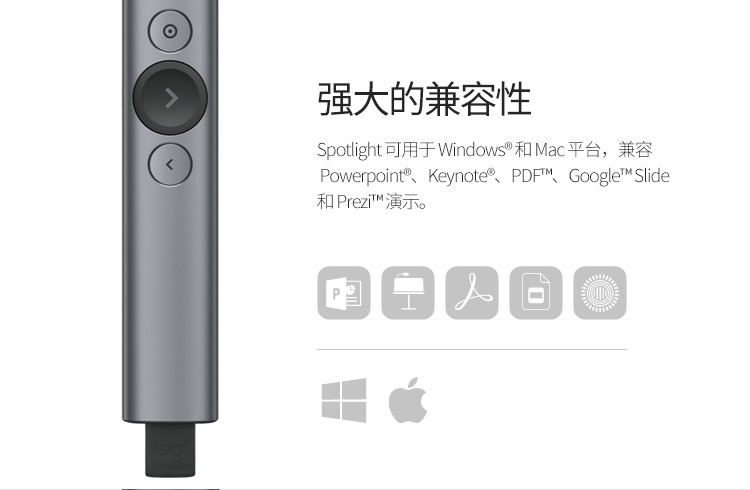 强大的兼容性
Spotlight 可用于 Windows® 和 Mac 平台，兼容
Powerpoint®、Keynote®、PDF™、Google™ Slide
和 Prezi™ 演示。
P
logi